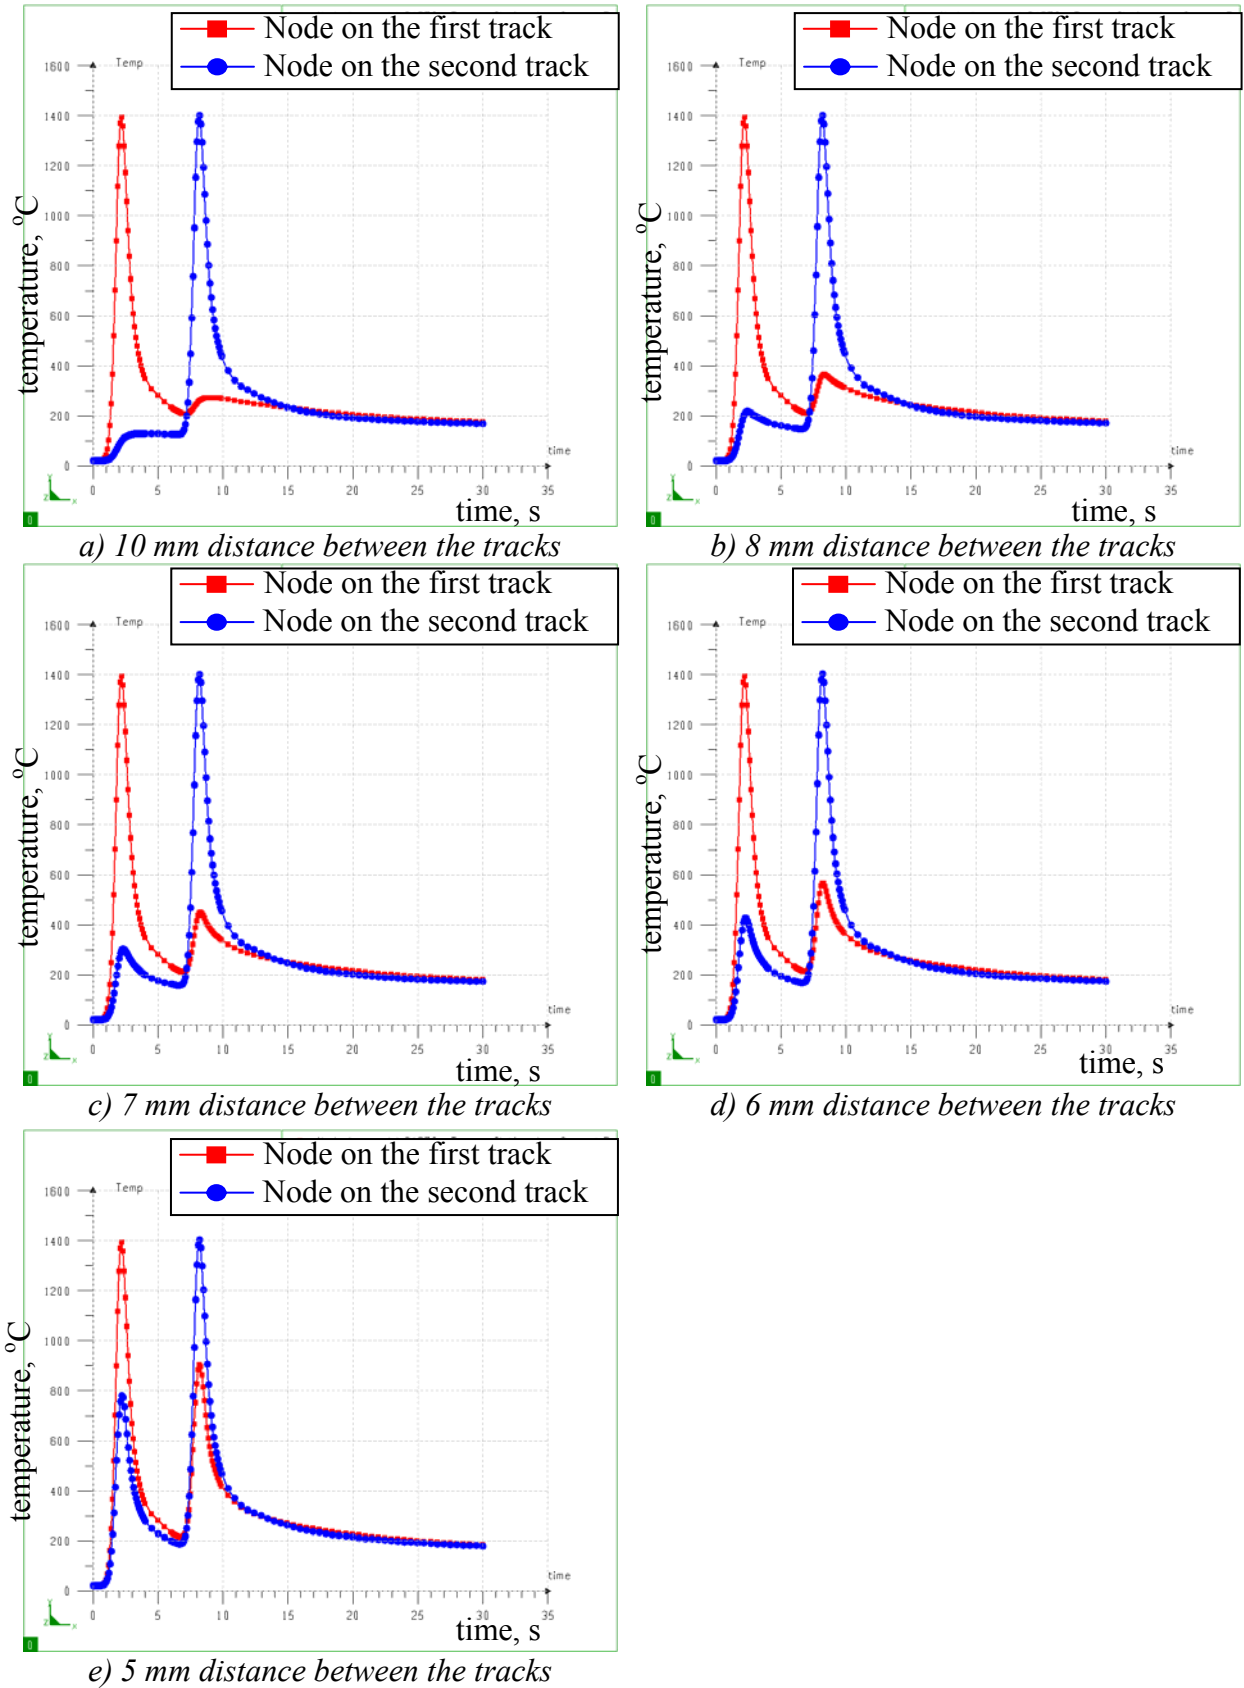 Node on the first track
Node on the second track
Temp
1600
1400
1200
1000
800
600
400
200
0
temperature, °C
time
0 5 10 15 20 25 30 35
time, s
a) 10 mm distance between the tracks
Node on the first track
Node on the second track
Temp
1600
1400
1200
1000
800
600
400
200
0
temperature, °C
time
0 5 10 15 20 25 30 35
time, s
b) 8 mm distance between the tracks
Node on the first track
Node on the second track
Temp
1600
1400
1200
1000
800
600
400
200
0
temperature, °C
time
0 5 10 15 20 25 30 35
time, s
c) 7 mm distance between the tracks
Node on the first track
Node on the second track
Temp
1600
1400
1200
1000
800
600
400
200
0
temperature, °C
time
0 5 10 15 20 25 30 35
time, s
d) 6 mm distance between the tracks
Node on the first track
Node on the second track
Temp
1600
1400
1200
1000
800
600
400
200
0
temperature, °C
time
0 5 10 15 20 25 30 35
time, s
e) 5 mm distance between the tracks